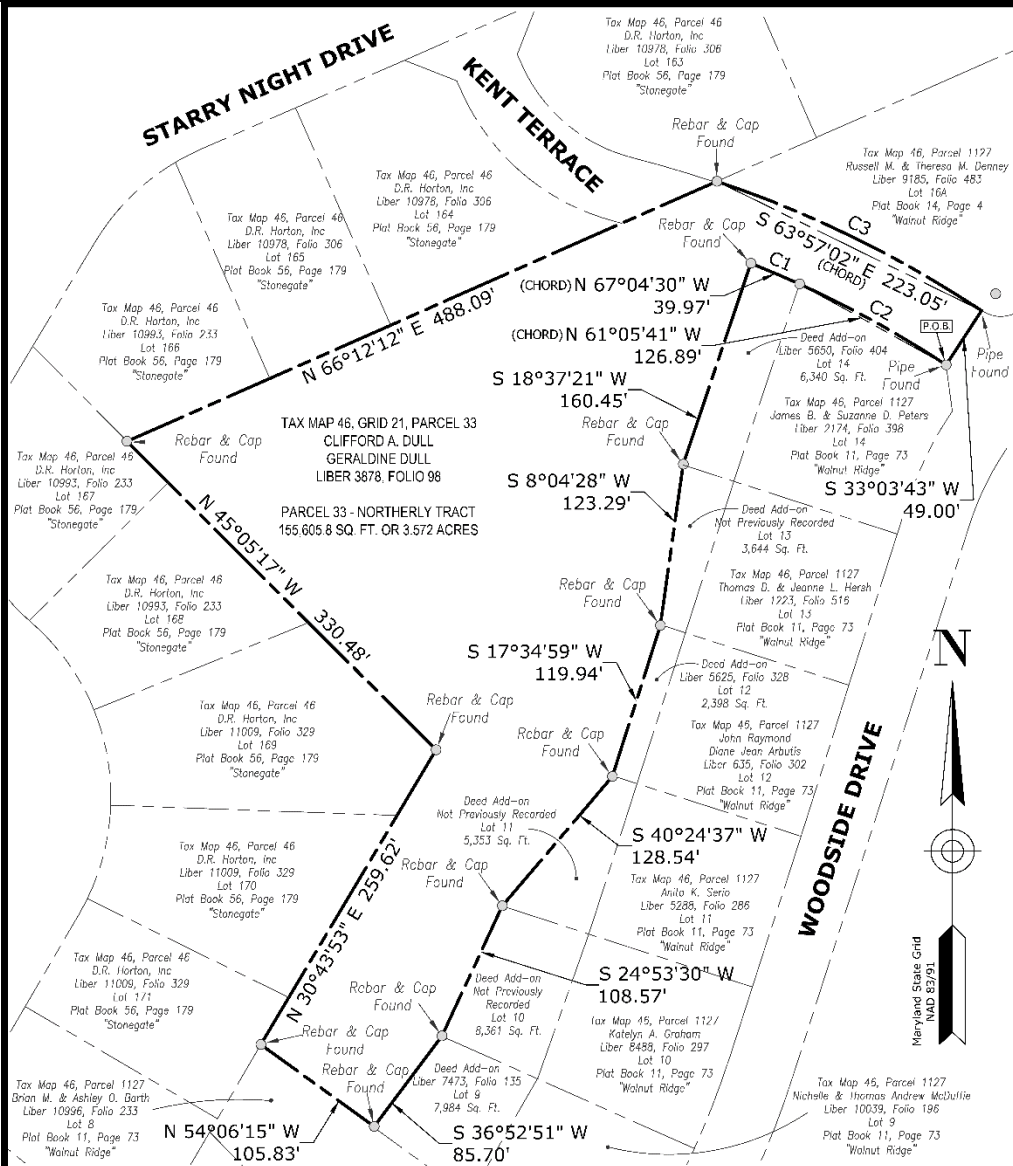 STARRY NIGHT DRIVE
KENT TERRACE
Tax Map 46, Parcel 46
D.R. Horton, Inc
Liber 10978, Folio 306
Lot 163
Plat Book 56, Page 179
"Stonegate"
Rebar & Cap
Found
Tax Map 46, Parcel 1127
Russell M. & Theresa M. Denney
Liber 9185, Folio 483
Lot 16A
Plat Book 14, Page 4
"Walnut Ridge"
Tax Map 46, Parcel 46
D.R. Horton, Inc
Liber 10978, Folio 306
Lot 164
Plat Book 56, Page 179
"Stonegate"
Tax Map 46, Parcel 46
D.R. Horton, Inc
Liber 10978, Folio 306
Lot 165
Plat Book 56, Page 179
"Stonegate"
Tax Map 46, Parcel 46
D.R. Horton, Inc
Liber 10993, Folio 233
Lot 166
Plat Book 56, Page 179
"Stonegate"
N 66°12'12" E 488.09'
Rebar & Cap
Found
C3
S 63°57'02" E 223.05'
(CHORD)
C1
C2
(CHORD) N 67°04'30" W
39.97'
(CHORD) N 61°05'41" W
126.89'
P.O.B.
Pipe
Found
Pipe
Found
Deed Add-on
Liber 5650, Folio 404
Lot 14
6,340 Sq. Ft.
S 18°37'21" W
160.45'
Tax Map 46, Parcel 1127
James B. & Suzanne D. Peters
Liber 2174, Folio 398
Lot 14
Plat Book 11, Page 73
"Walnut Ridge"
S 33°03'43" W
49.00'
TAX MAP 46, GRID 21, PARCEL 33
CLIFFORD A. DULL
GERALDINE DULL
LIBER 3878, FOLIO 98
PARCEL 33 - NORTHERLY TRACT
155,605.8 SQ. FT. OR 3.572 ACRES
Rebar & Cap
Found
Rebar & Cap
Found
Tax Map 46, Parcel 46
D.R. Horton, Inc
Liber 10993, Folio 233
Lot 167
Plat Book 56, Page 179
"Stonegate"
N 45°05'17" W 330.48'
S 8°04'28" W
123.29'
Deed Add-on
Not Previously Recorded
Lot 13
3,644 Sq. Ft.
Tax Map 46, Parcel 46
D.R. Horton, Inc
Liber 10993, Folio 233
Lot 168
Plat Book 56, Page 179
"Stonegate"
Rebar & Cap
Found
Tax Map 46, Parcel 1127
Thomas D. & Jeanne L. Hersh
Liber 1223, Folio 516
Lot 13
Plat Book 11, Page 73
"Walnut Ridge"
S 17°34'59" W
119.94'
Deed Add-on
Liber 5625, Folio 328
Lot 12
2,398 Sq. Ft.
N
Tax Map 46, Parcel 46
D.R. Horton, Inc
Liber 11009, Folio 329
Lot 169
Plat Book 56, Page 179
"Stonegate"
Rebar & Cap
Found
Rebar & Cap
Found
Tax Map 46, Parcel 1127
John Raymond
Diane Jean Arbutis
Liber 635, Folio 302
Lot 12
Plat Book 11, Page 73
"Walnut Ridge"
WOODSIDE DRIVE
Deed Add-on
Not Previously Recorded
Lot 11
5,353 Sq. Ft.
S 40°24'37" W
128.54'
Tax Map 46, Parcel 46
D.R. Horton, Inc
Liber 11009, Folio 329
Lot 170
Plat Book 56, Page 179
"Stonegate"
N 30°43'53" E 259.62'
Rebar & Cap
Found
Tax Map 46, Parcel 1127
Anita K. Serio
Liber 5288, Folio 286
Lot 11
Plat Book 11, Page 73
"Walnut Ridge"
Tax Map 46, Parcel 46
D.R. Horton, Inc
Liber 11009, Folio 329
Lot 171
Plat Book 56, Page 179
"Stonegate"
Deed Add-on
Not Previously
Recorded
Lot 10
8,361 Sq. Ft.
S 24°53'30" W
108.57'
Rebar & Cap
Found
Tax Map 46, Parcel 1127
Katelyn A. Graham
Liber 8488, Folio 297
Lot 10
Plat Book 11, Page 73
"Walnut Ridge"
Maryland State Grid
NAD 83/91
Rebar & Cap
Found
Rebar & Cap
Found
Deed Add-on
Liber 7473, Folio 135
Lot 9
7,984 Sq. Ft.
Tax Map 46, Parcel 1127
Brian M. & Ashley O. Barth
Liber 10996, Folio 233
Lot 8
Plat Book 11, Page 73
"Walnut Ridge"
N 54°06'15" W
105.83'
S 36°52'51" W
85.70'
Tax Map 46, Parcel 1127
Michelle & Thomas Andrew McDuffie
Liber 10039, Folio 196
Lot 9
Plat Book 11, Page 73
"Walnut Ridge"